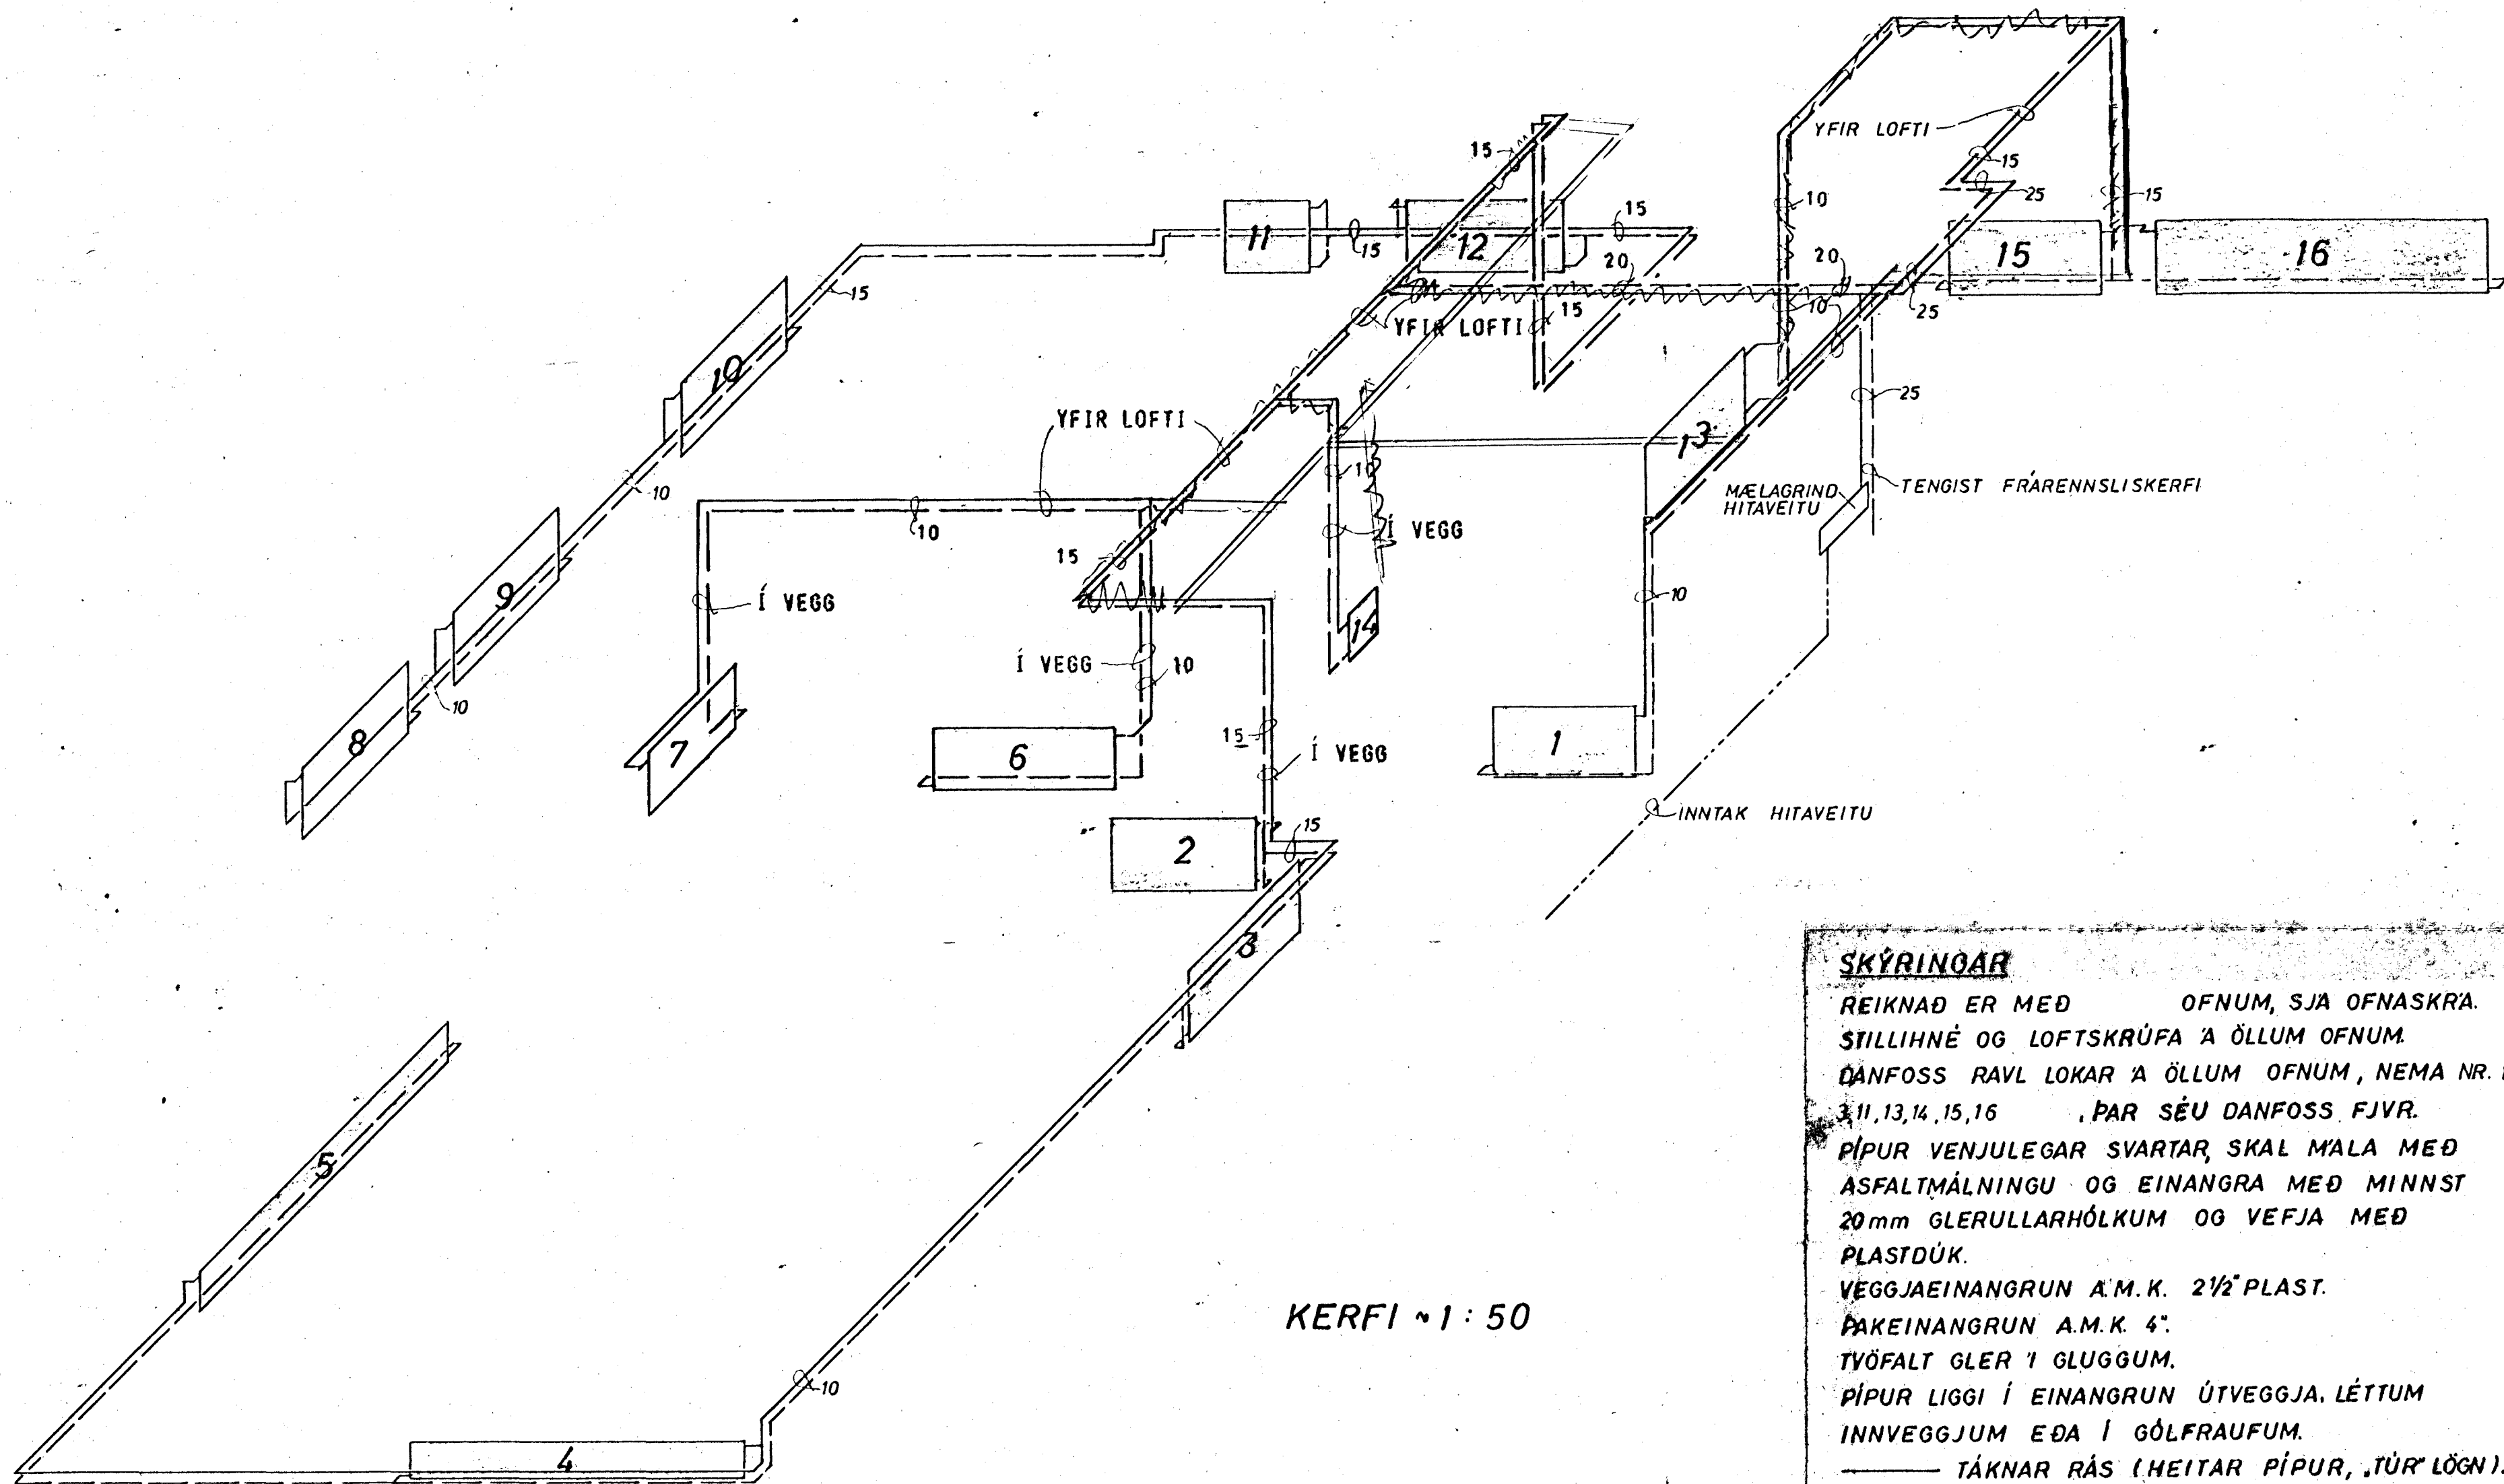 YFIR LOFTI
15
15
25
10
15
11
15
12
15
15
16
20
20
15
10
YFIR LOFTI
15
10
25
25
10
YFIR LOFTI
13
10
10
MÆLAGRIND
HITAVEITU
TENGIST FRÁRENNSLISKERFI
10
Í VEGG
15
9
Í VEGG
10
14
Í VEGG
10
10
8
7
6
15
Í VEGG
1
INNTAK HITAVEITU
2
15
3
5
KERFI ~ 1 : 50
10
4
SKÝRINGAR
REIKNAÐ ER MEÐ OFNUM, SJÁ OFNASKRÁ.
STILLIHNÉ OG LOFTSKRÚFA Á ÖLLUM OFNUM.
DANFOSS RAVL LOKAR Á ÖLLUM OFNUM, NEMA NR.
3,11,13,14,15,16 , ÞAR SÉU DANFOSS FJVR.
PÍPUR VENJULEGAR SVARTAR, SKAL MÁLA MEÐ
ASFALTMÁLNINGU OG EINANGRA MEÐ MINNST
20mm GLERULLARHÓLKUM OG VEFJA MEÐ
PLASTDÚK.
VEGGJAEINANGRUN A.M.K. 2½" PLAST.
ÞAKEINANGRUN A.M.K. 4".
TVÖFALT GLER Í GLUGGUM.
PÍPUR LIGGI Í EINANGRUN ÚTVEGGJA, LÉTTUM
INNVEGGJUM EÐA Í GÓLFRAUFUM.
TÁKNAR RÁS (HEITAR PÍPUR, „TÚR" LÖGN).